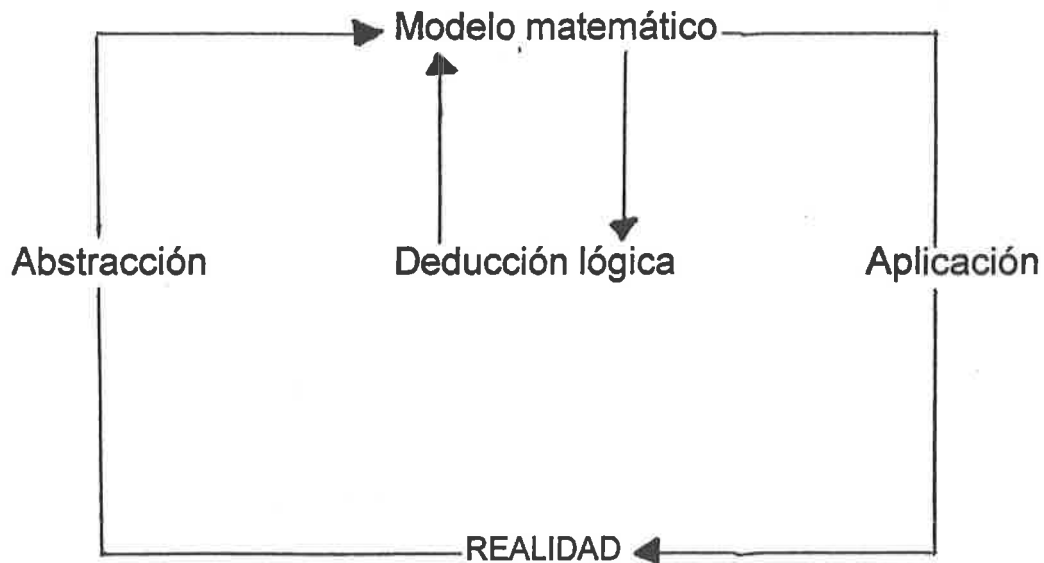 Modelo matemático
Abstracción
Deducción lógica
Aplicación
REALIDAD